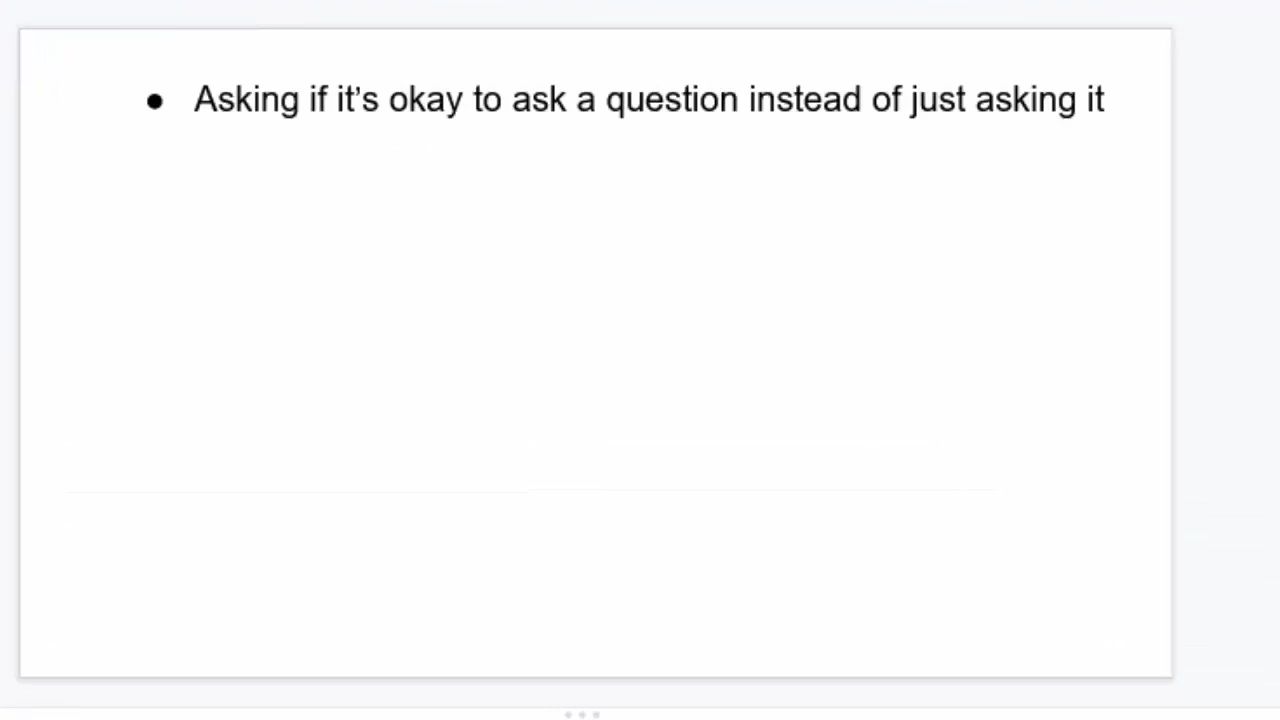 ● Asking if it’s okay to ask a question instead of just asking it